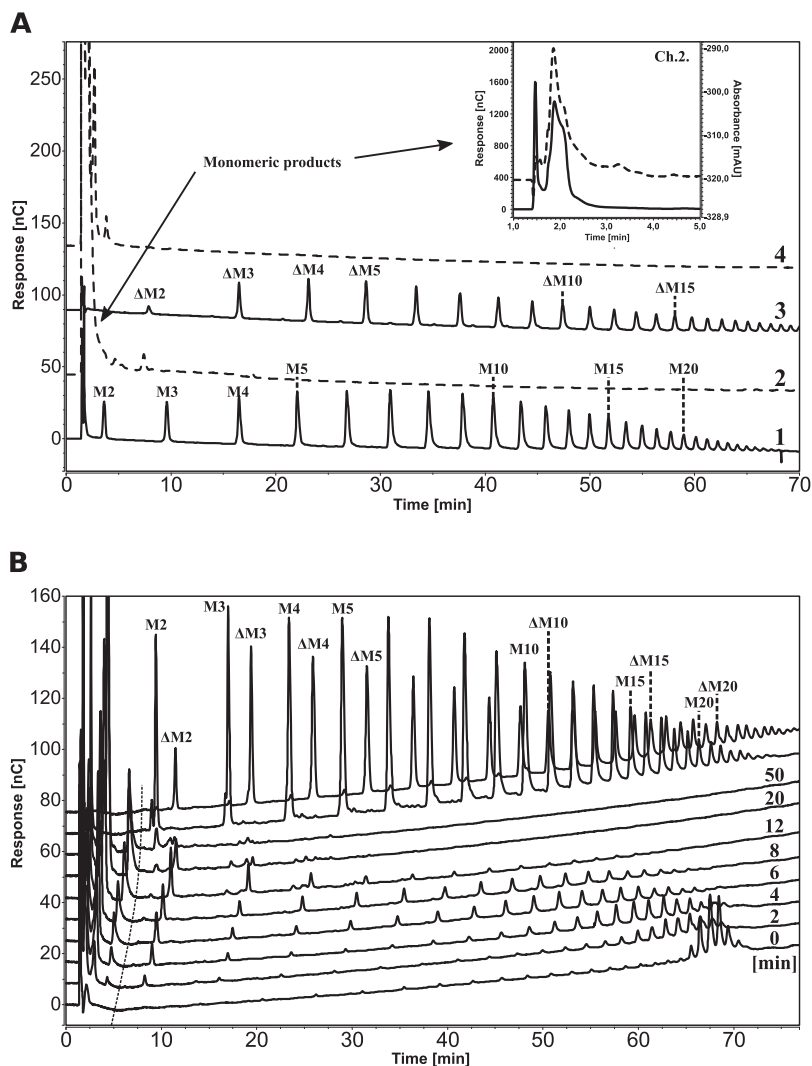 A
250
200
150
100
50
0
Response [nC]
Monomeric products
Ch.2.
2000
1600
1200
800
400
0
Response [nC]
290,0
300,0
310,0
320,0
328,9
Absorbance [mAU]
1,0 2,0 3,0 4,0 5,0
Time [min]
4
ΔM2 ΔM3 ΔM4 ΔM5 ΔM10 ΔM15
3
2
M2 M3 M4 M5 M10 M15 M20
1
0 10 20 30 40 50 60 70
Time [min]
B
160
140
120
100
80
60
40
20
0
Response [nC]
M2 M3 M4 M5 M10 M15 M20
ΔM2 ΔM3 ΔM4 ΔM5 ΔM10 ΔM15 ΔM20
50
20
12
8
6
4
2
0
[min]
0 10 20 30 40 50 60 70
Time [min]